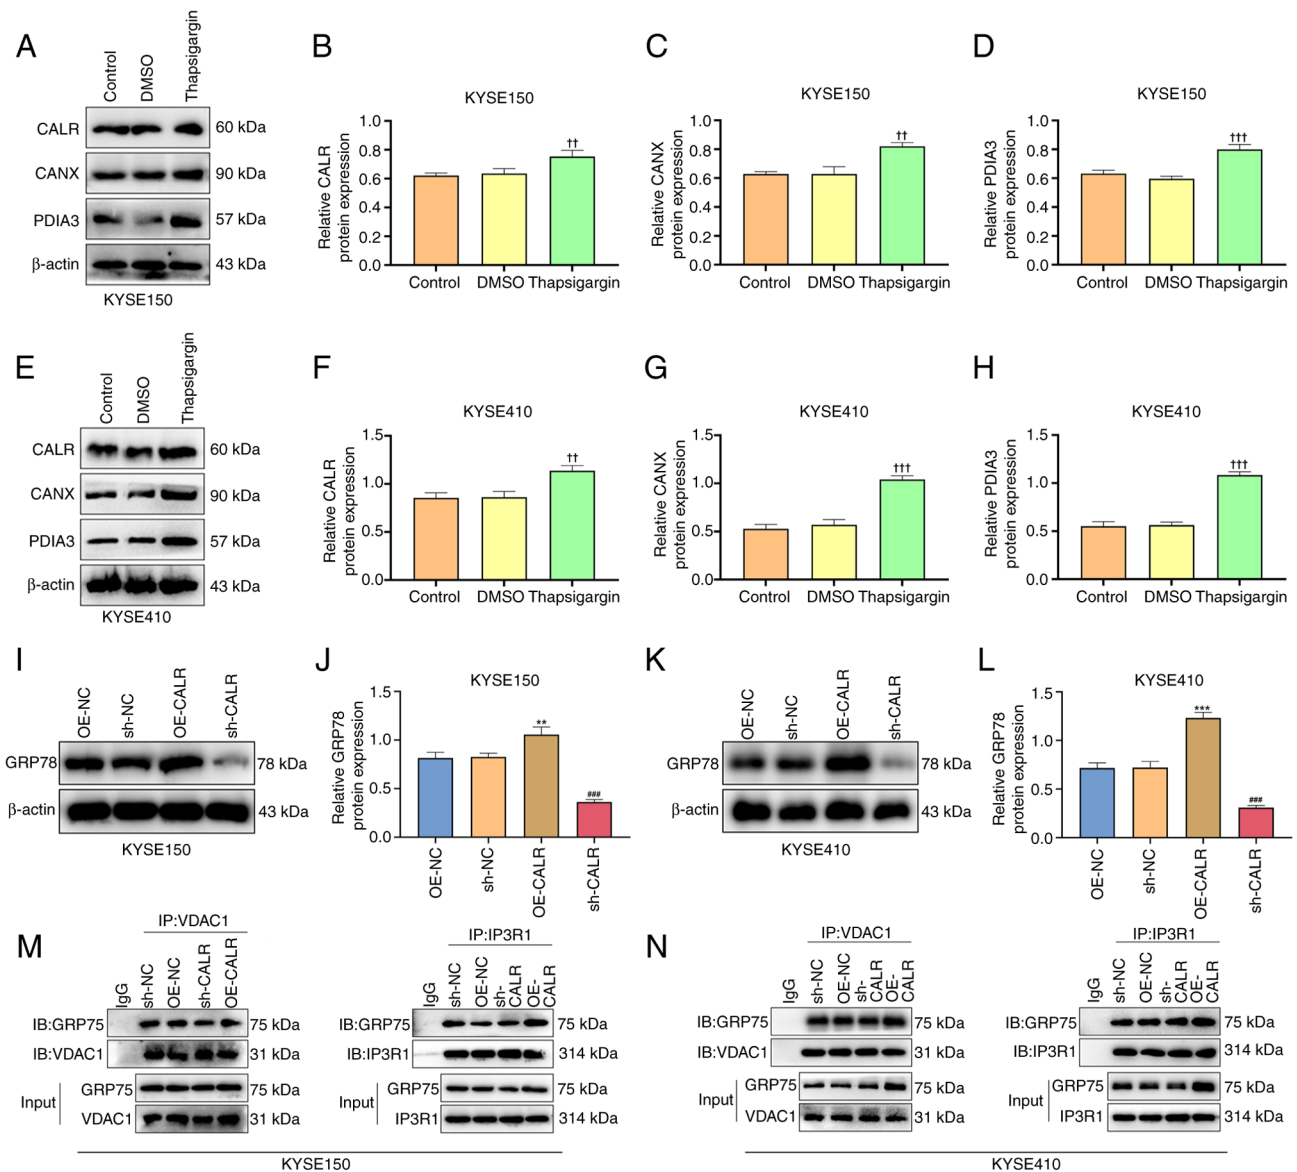 A
Control
DMSO
Thapsigargin
CALR
60 kDa
CANX
90 kDa
PDIA3
57 kDa
β-actin
43 kDa
KYSE150
B
KYSE150
Relative CALR
protein expression
1.0
0.8
0.6
0.4
0.2
0.0
††
Control
DMSO
Thapsigargin
C
KYSE150
Relative CANX
protein expression
1.0
0.8
0.6
0.4
0.2
0.0
††
Control
DMSO
Thapsigargin
D
KYSE150
Relative PDIA3
protein expression
1.0
0.8
0.6
0.4
0.2
0.0
†††
Control
DMSO
Thapsigargin
E
Control
DMSO
Thapsigargin
CALR
60 kDa
CANX
90 kDa
PDIA3
57 kDa
β-actin
43 kDa
KYSE410
F
KYSE410
Relative CALR
protein expression
1.5
1.0
0.5
0.0
††
Control
DMSO
Thapsigargin
G
KYSE410
Relative CANX
protein expression
1.5
1.0
0.5
0.0
†††
Control
DMSO
Thapsigargin
H
KYSE410
Relative PDIA3
protein expression
1.5
1.0
0.5
0.0
†††
Control
DMSO
Thapsigargin
I
OE-NC
sh-NC
OE-CALR
sh-CALR
GRP78
78 kDa
β-actin
43 kDa
KYSE150
J
KYSE150
Relative GRP78
protein expression
1.5
1.0
0.5
0.0
**
###
OE-NC
sh-NC
OE-CALR
sh-CALR
K
OE-NC
sh-NC
OE-CALR
sh-CALR
GRP78
78 kDa
β-actin
43 kDa
KYSE410
L
KYSE410
Relative GRP78
protein expression
1.5
1.0
0.5
0.0
***
###
OE-NC
sh-NC
OE-CALR
sh-CALR
M
IP:VDAC1
IgG
sh-NC
OE-NC
sh-CALR
OE-CALR
IB:GRP75
75 kDa
IB:VDAC1
31 kDa
Input
GRP75
75 kDa
VDAC1
31 kDa
IP:IP3R1
IgG
sh-NC
OE-NC
sh-
CALR
OE-
CALR
IB:GRP75
75 kDa
IB:IP3R1
314 kDa
Input
GRP75
75 kDa
IP3R1
314 kDa
KYSE150
N
IP:VDAC1
IgG
sh-NC
OE-NC
sh-
CALR
OE-
CALR
IB:GRP75
75 kDa
IB:VDAC1
31 kDa
Input
GRP75
75 kDa
VDAC1
31 kDa
IP:IP3R1
IgG
sh-NC
OE-NC
sh-
CALR
OE-
CALR
IB:GRP75
75 kDa
IB:IP3R1
314 kDa
Input
GRP75
75 kDa
IP3R1
314 kDa
KYSE410